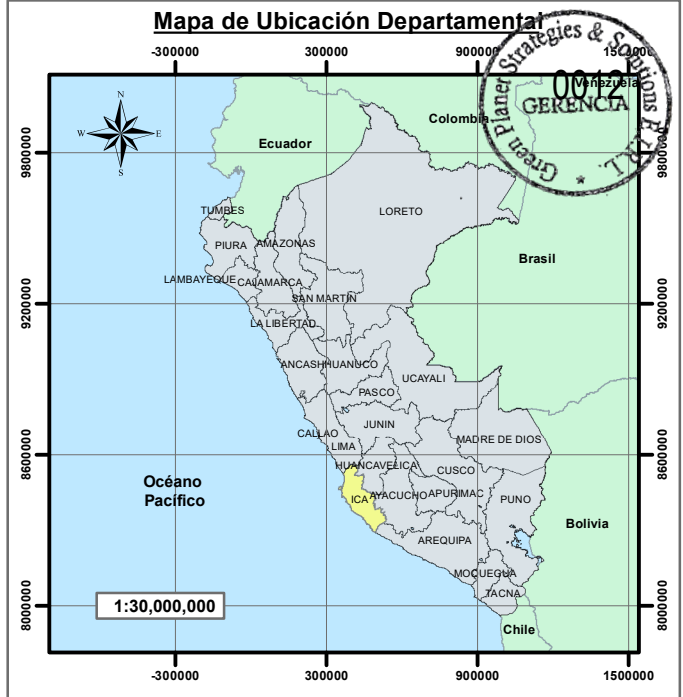 Mapa de Ubicación Departamental
-300000 300000 900000 1500000
Green Planet Strategies & Solutions E.I.R.L.
0012
GERENCIA
*
N
W E
S
Venezuela
Colombia
Ecuador
9800000 9800000
LORETO
TUMBES
PIURA AMAZONAS
Brasil
LAMBAYEQUE CAJAMARCA
SAN MARTIN
9200000 9200000
LA LIBERTAD
ANCASH HUANUCO
UCAYALI
PASCO
JUNIN
CALLAO
LIMA
MADRE DE DIOS
8600000 8600000
HUANCAVELICA
CUSCO
Océano
Pacífico
ICA AYACUCHO APURIMAC PUNO
Bolivia
AREQUIPA
MOQUEGUA
TACNA
1:30,000,000
8000000 8000000
Chile
-300000 300000 900000 1500000